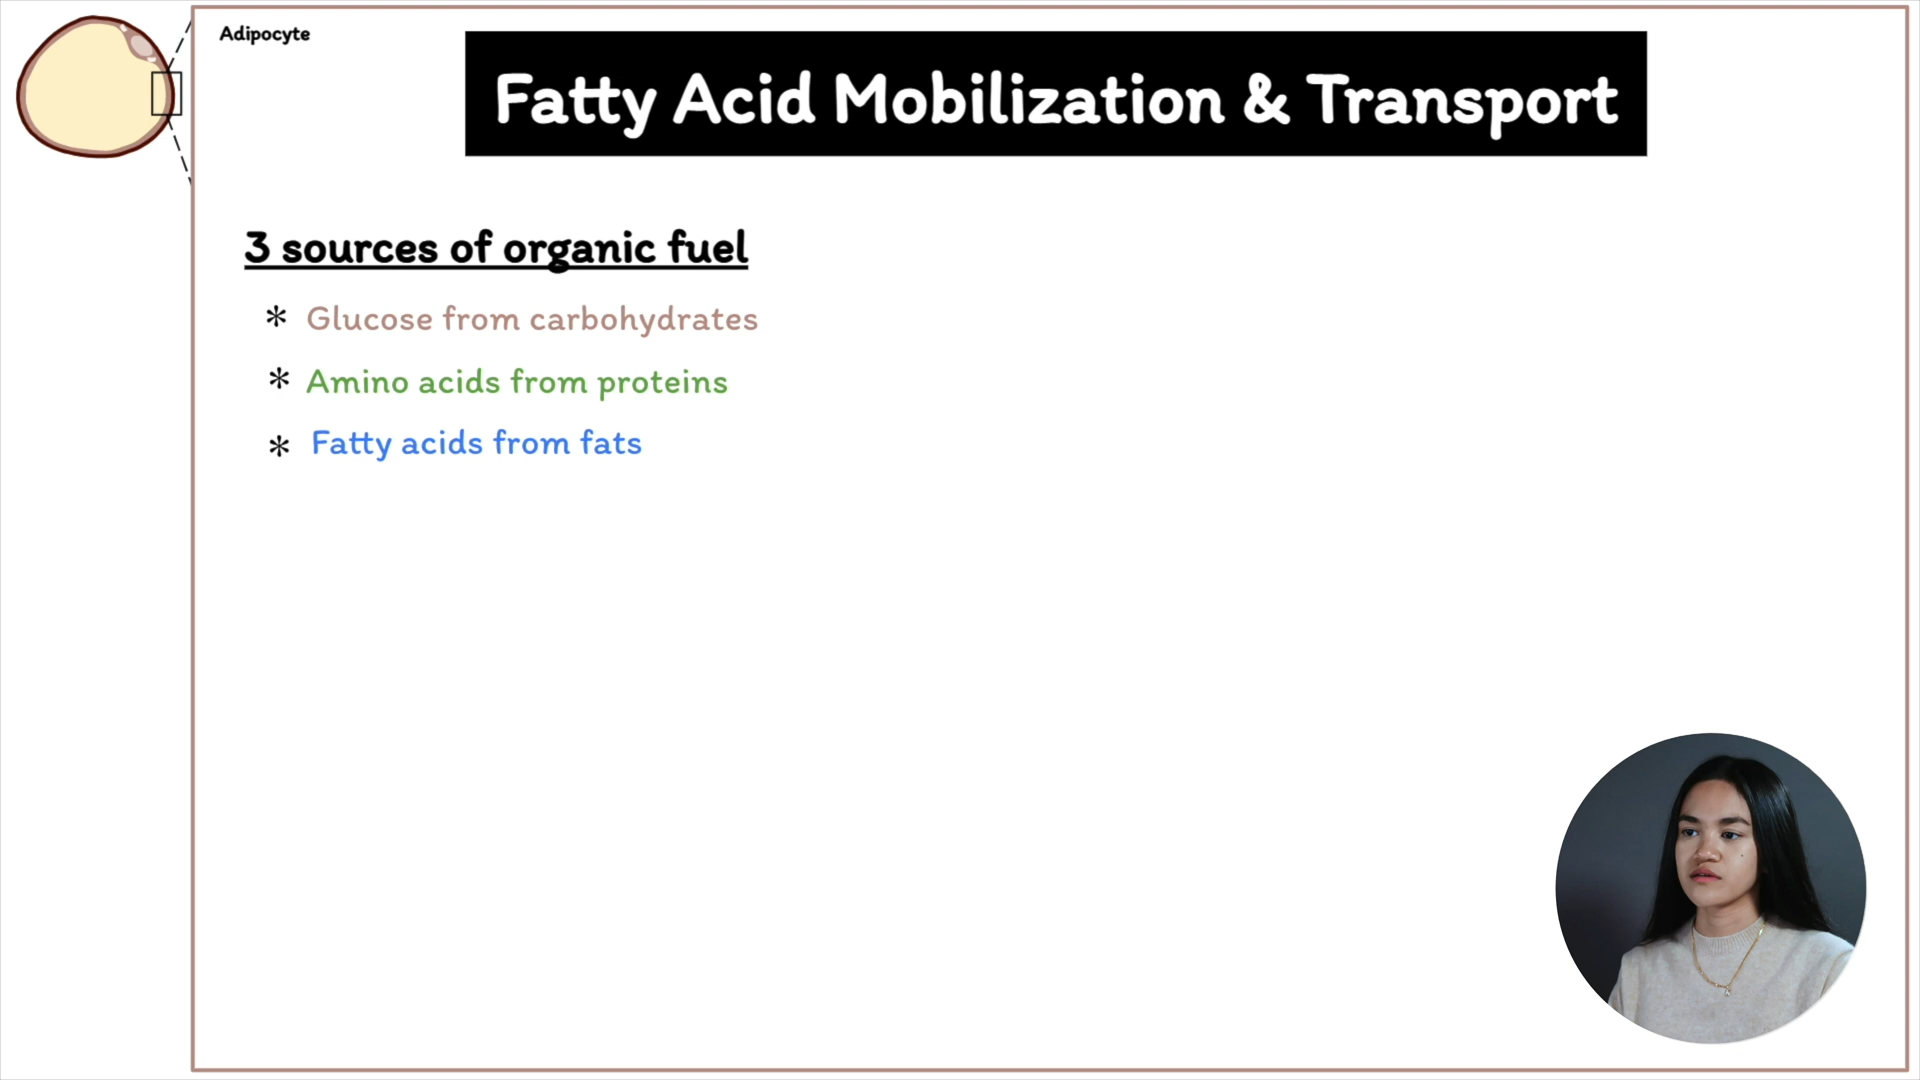 Adipocyte
Fatty Acid Mobilization & Transport
3 sources of organic fuel
* Glucose from carbohydrates
* Amino acids from proteins
* Fatty acids from fats